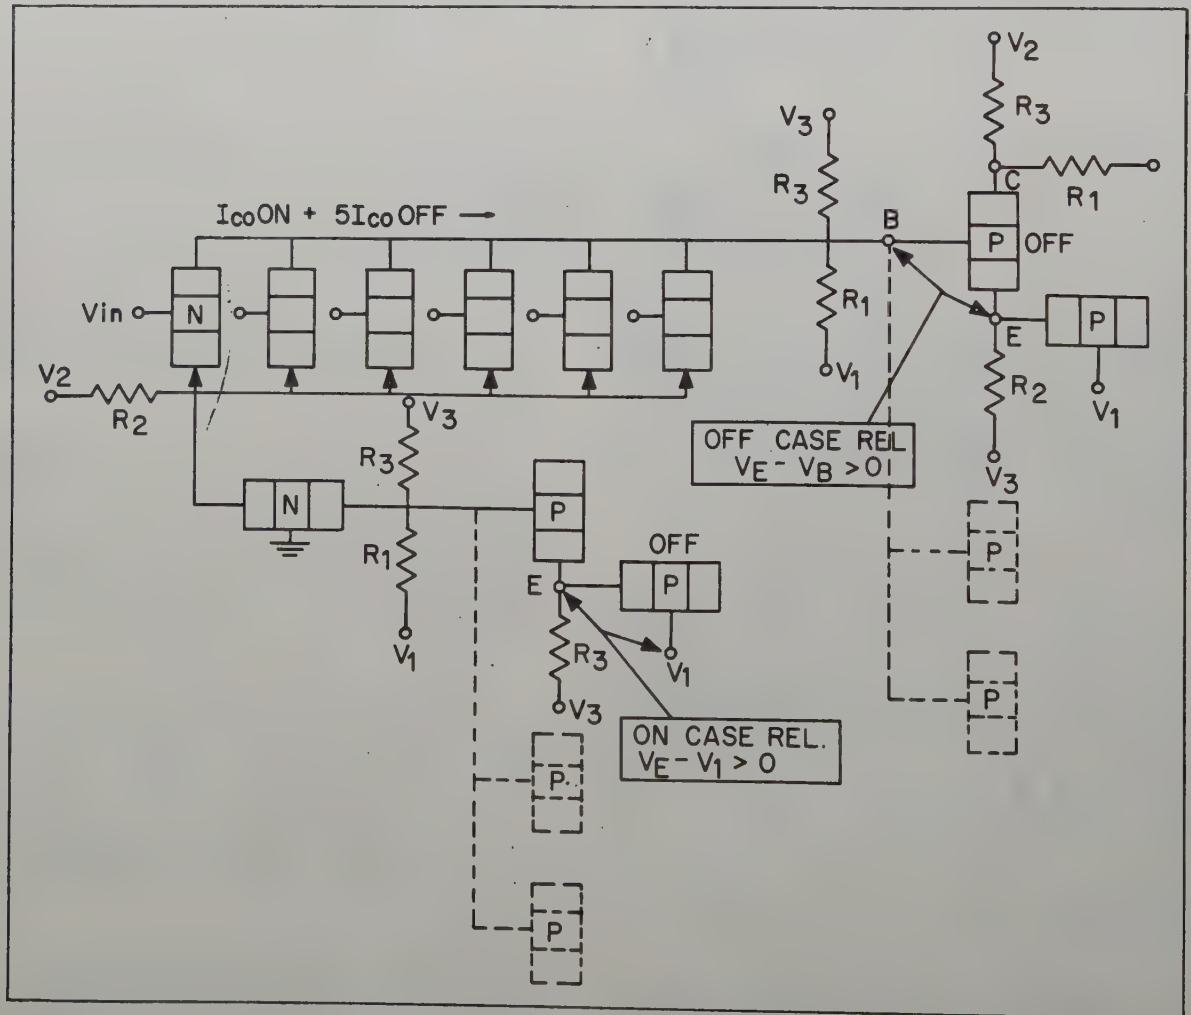 V2
R3
C
R1
V3
R3
IcoON + 5IcoOFF
B
P OFF
Vin N
R1
E
P
V1
V2
R2
V3
V1
R2
OFF CASE REL
VE- VB > 0
V3
R3
N
P
P
R1
OFF
E
P
V1
R3
V1
V3
P
ON CASE REL.
VE- V1 > 0
P
P